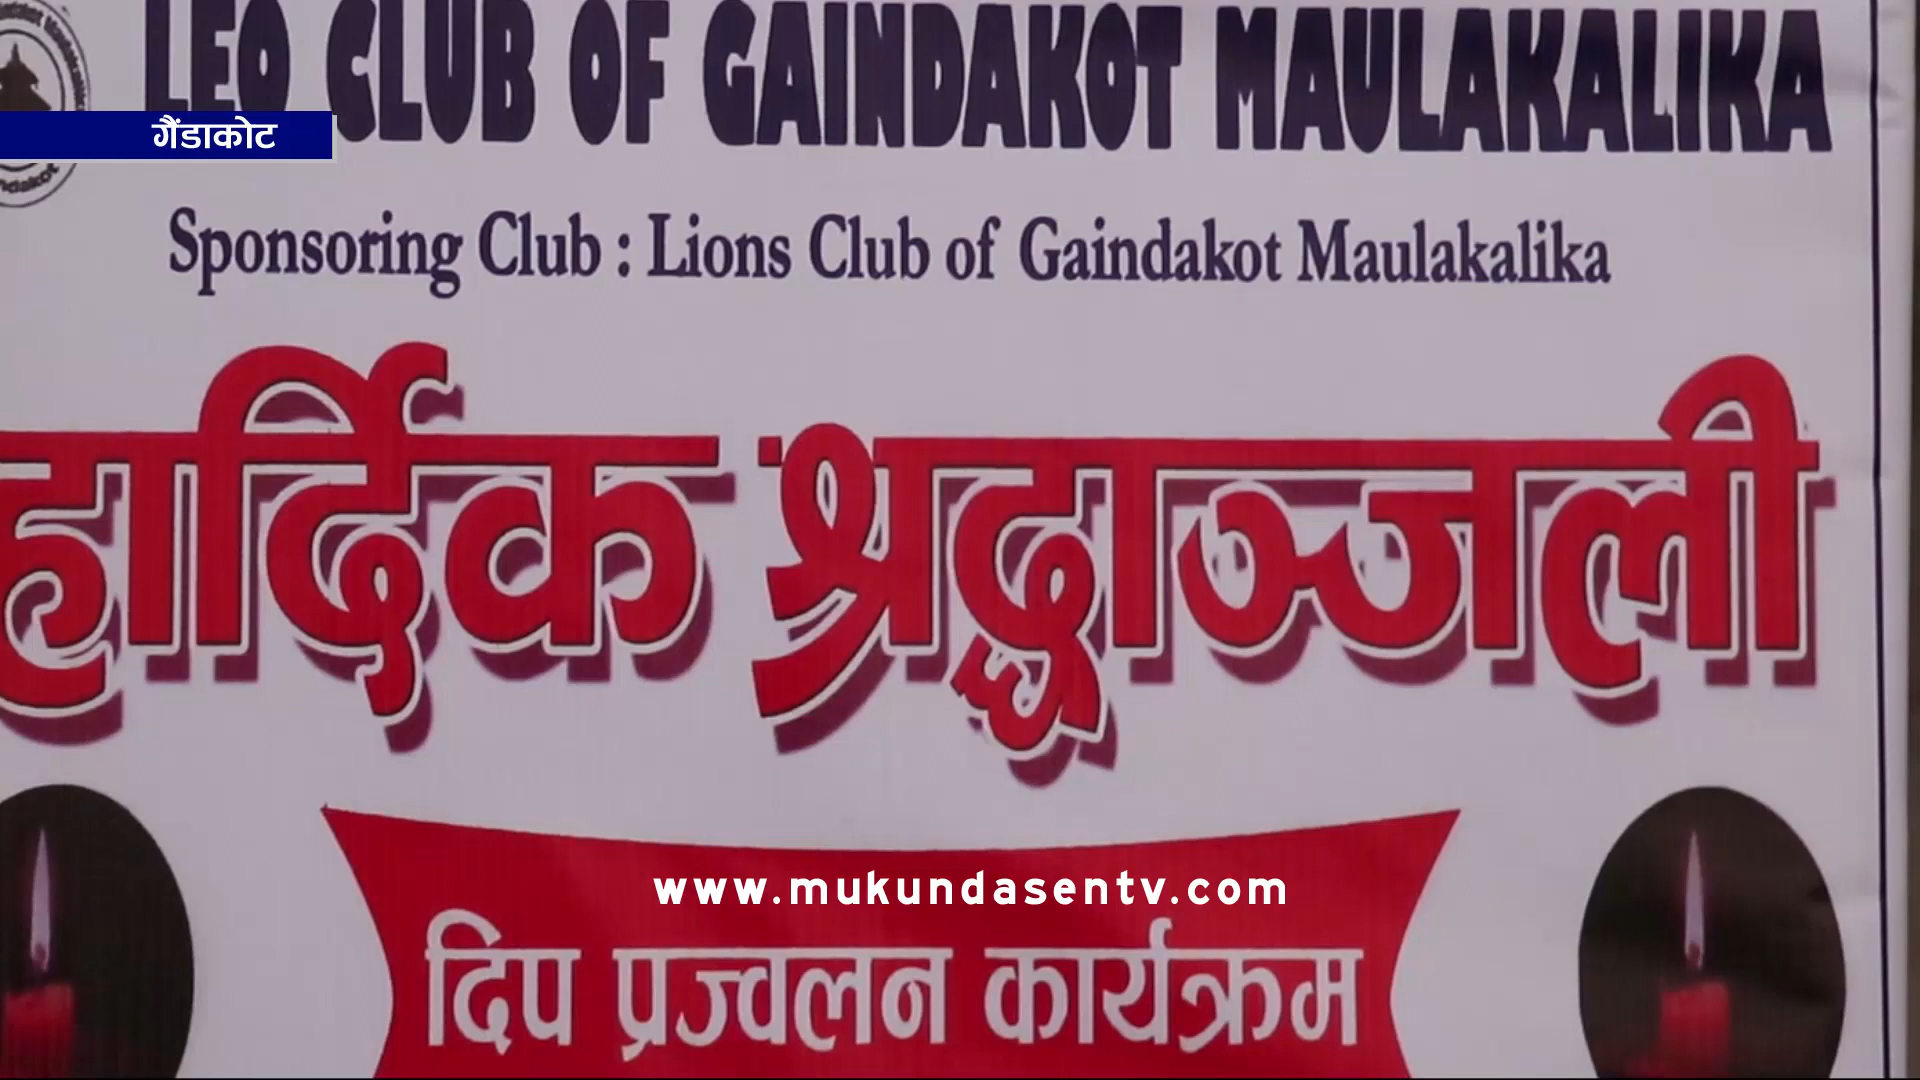 LEO CLUB OF GAINDAKOT MAULAKALIKA
गैंडाकोट
Sponsoring Club : Lions Club of Gaindakot Maulakalika
हार्दिक श्रद्धाञ्जली
www.mukundasentv.com
दिप प्रज्वलन कार्यक्रम